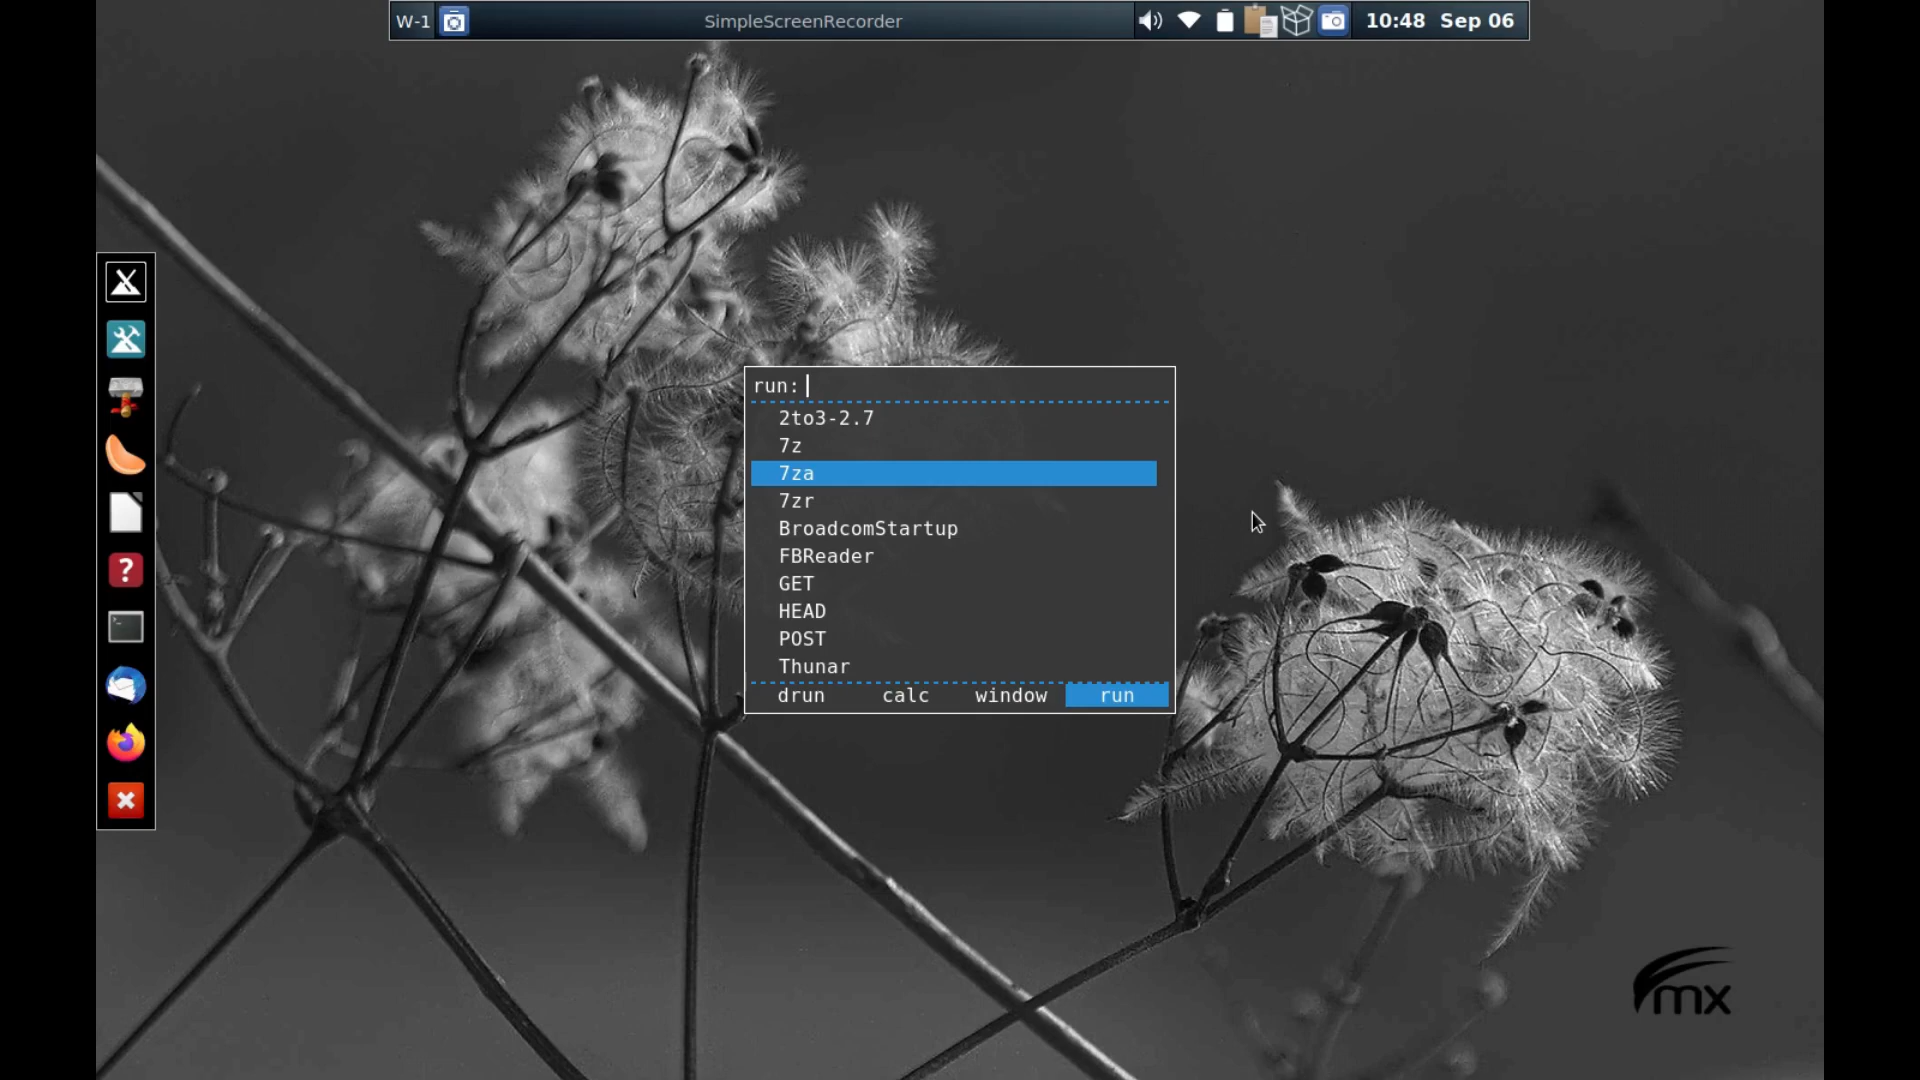 W-1 SimpleScreenRecorder 10:48 Sep 06
run:
2to3-2.7
7z
7za
7zr
BroadcomStartup
FBReader
GET
HEAD
POST
Thunar
drun calc window run
?
mx